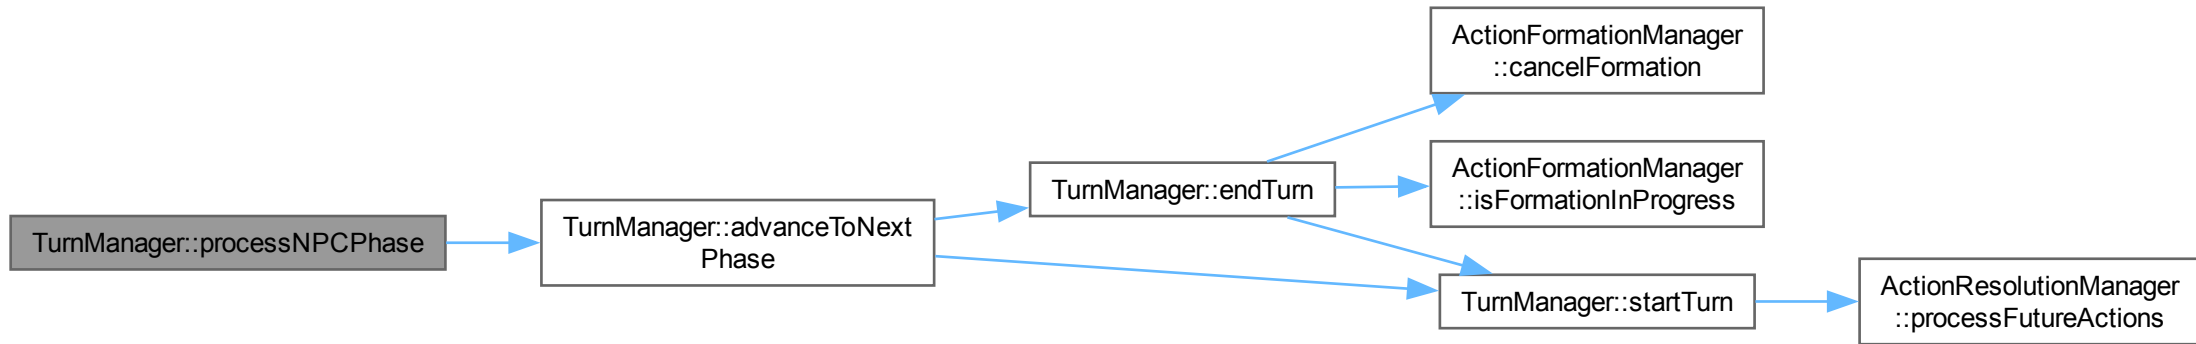 TurnManager::processNPCPhase
TurnManager::advanceToNext
Phase
TurnManager::endTurn
ActionFormationManager
::cancelFormation
ActionFormationManager
::isFormationInProgress
TurnManager::startTurn
ActionResolutionManager
::processFutureActions